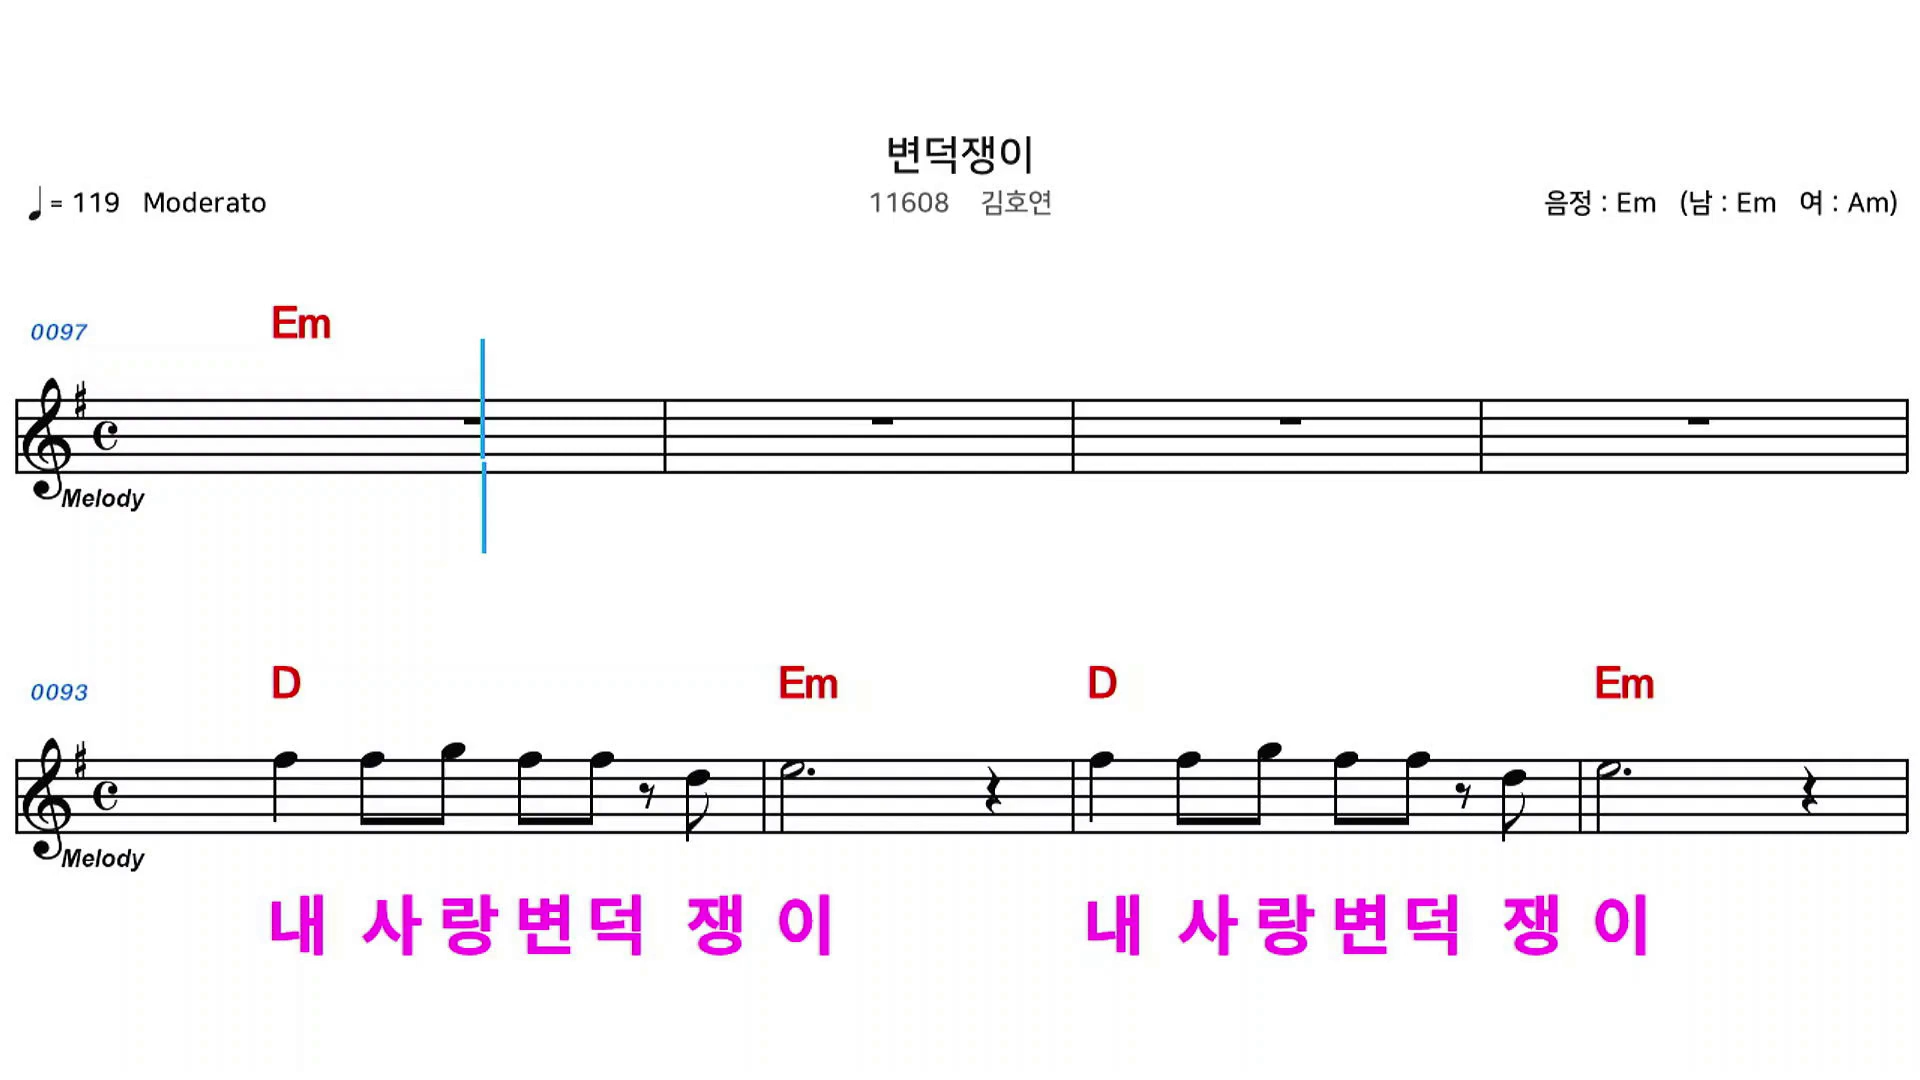 변덕쟁이
♩= 119 Moderato
11608 김호연
음정 : Em (남 : Em 여 : Am)
0097
Em
Melody
0093
D Em D Em
Melody
내 사 랑 변 덕 쟁 이 내 사 랑 변 덕 쟁 이